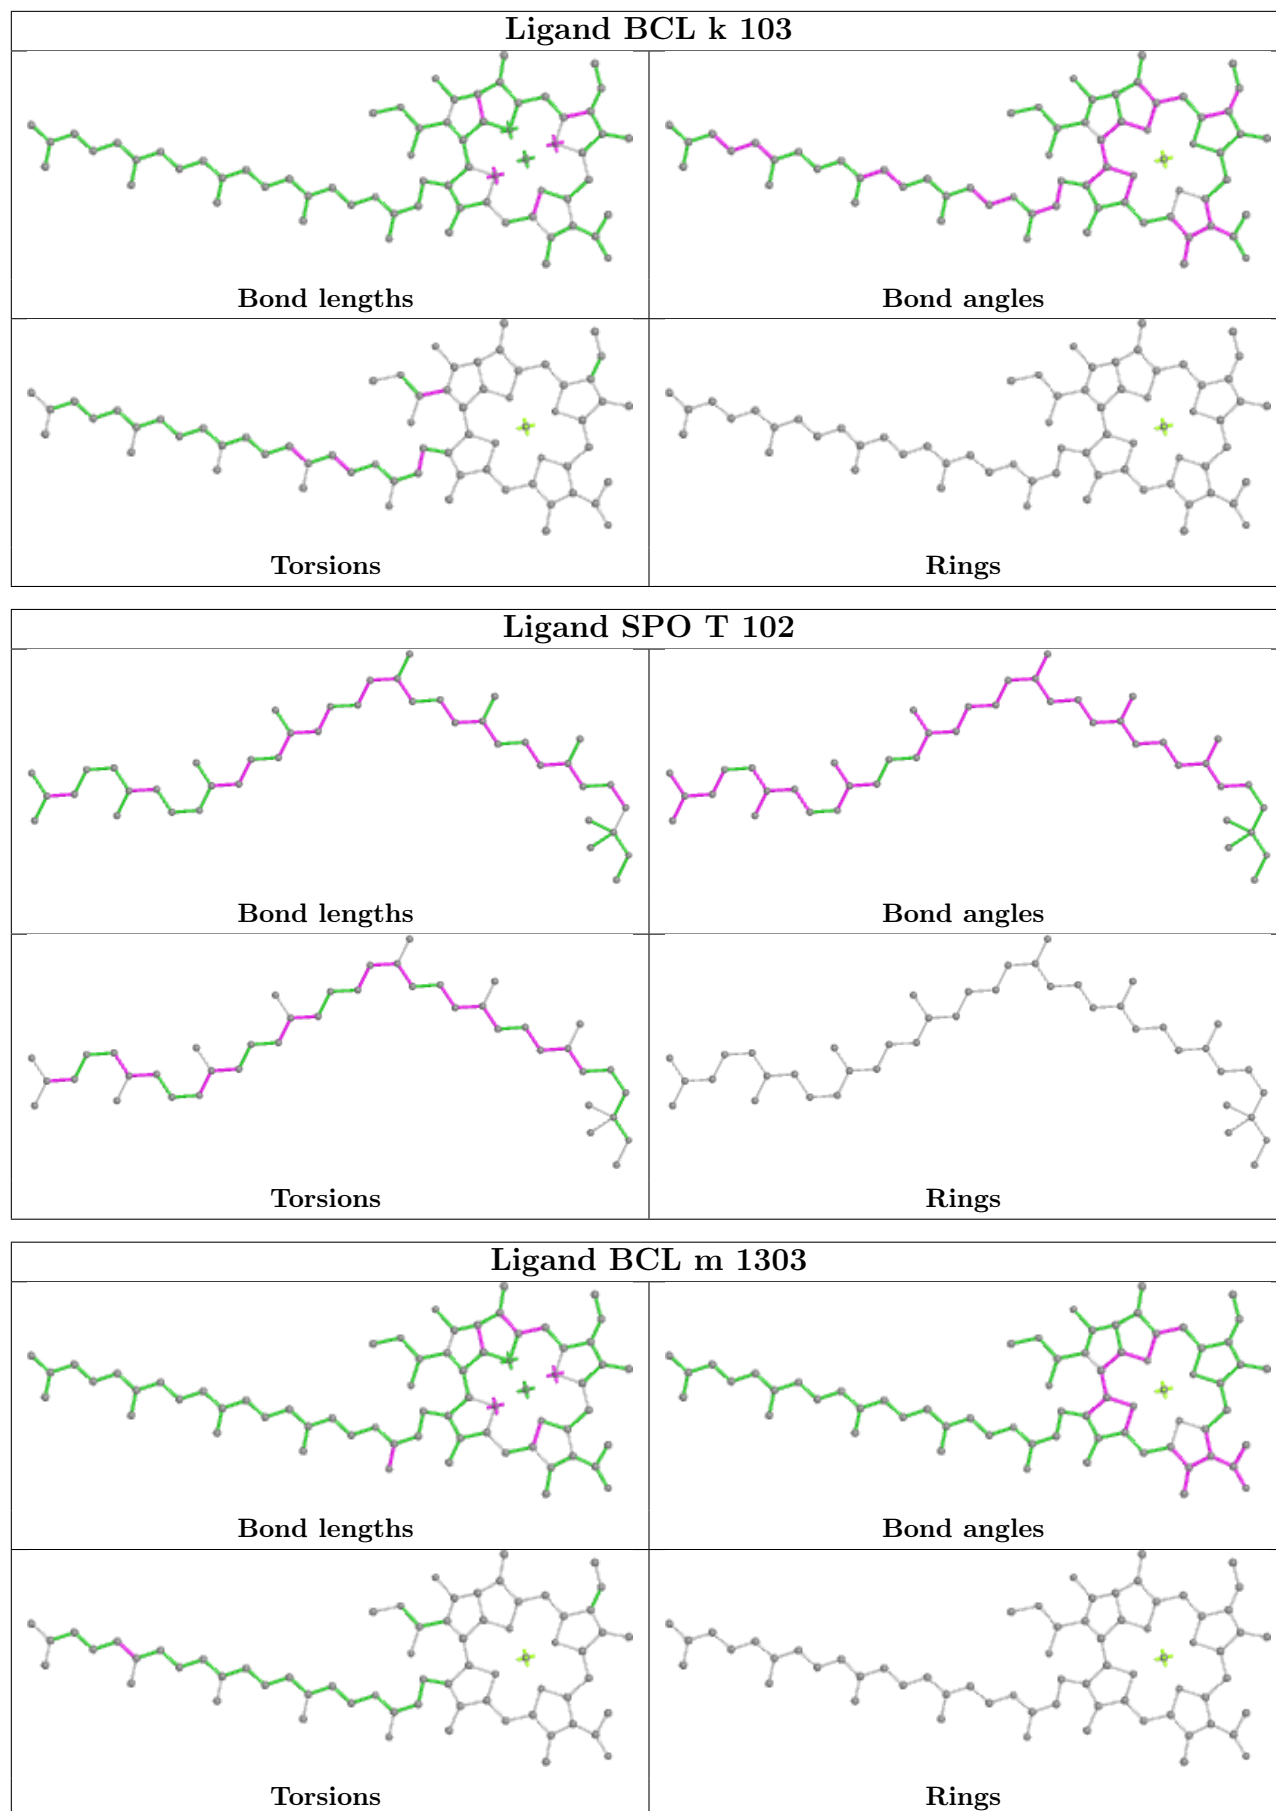 Ligand BCL k 103
Bond lengths
Bond angles
Torsions
Rings
Ligand SPO T 102
Bond lengths
Bond angles
Torsions
Rings
Ligand BCL m 1303
Bond lengths
Bond angles
Torsions
Rings